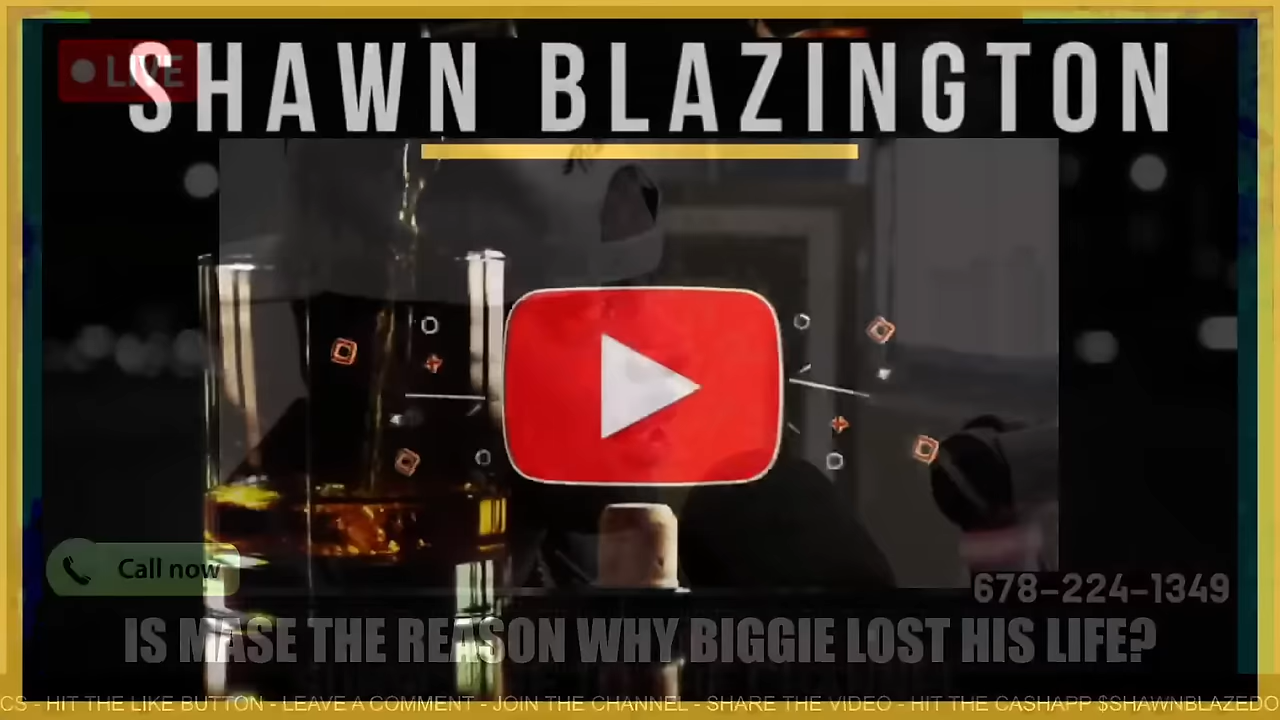 LIVE
SHAWN BLAZINGTON
Call now
678-224-1349
IS MASE THE REASON WHY BIGGIE LOST HIS LIFE?
CS - HIT THE LIKE BUTTON - LEAVE A COMMENT - JOIN THE CHANNEL - SHARE THE VIDEO - HIT THE CASHAPP $SHAWNBLAZEDO